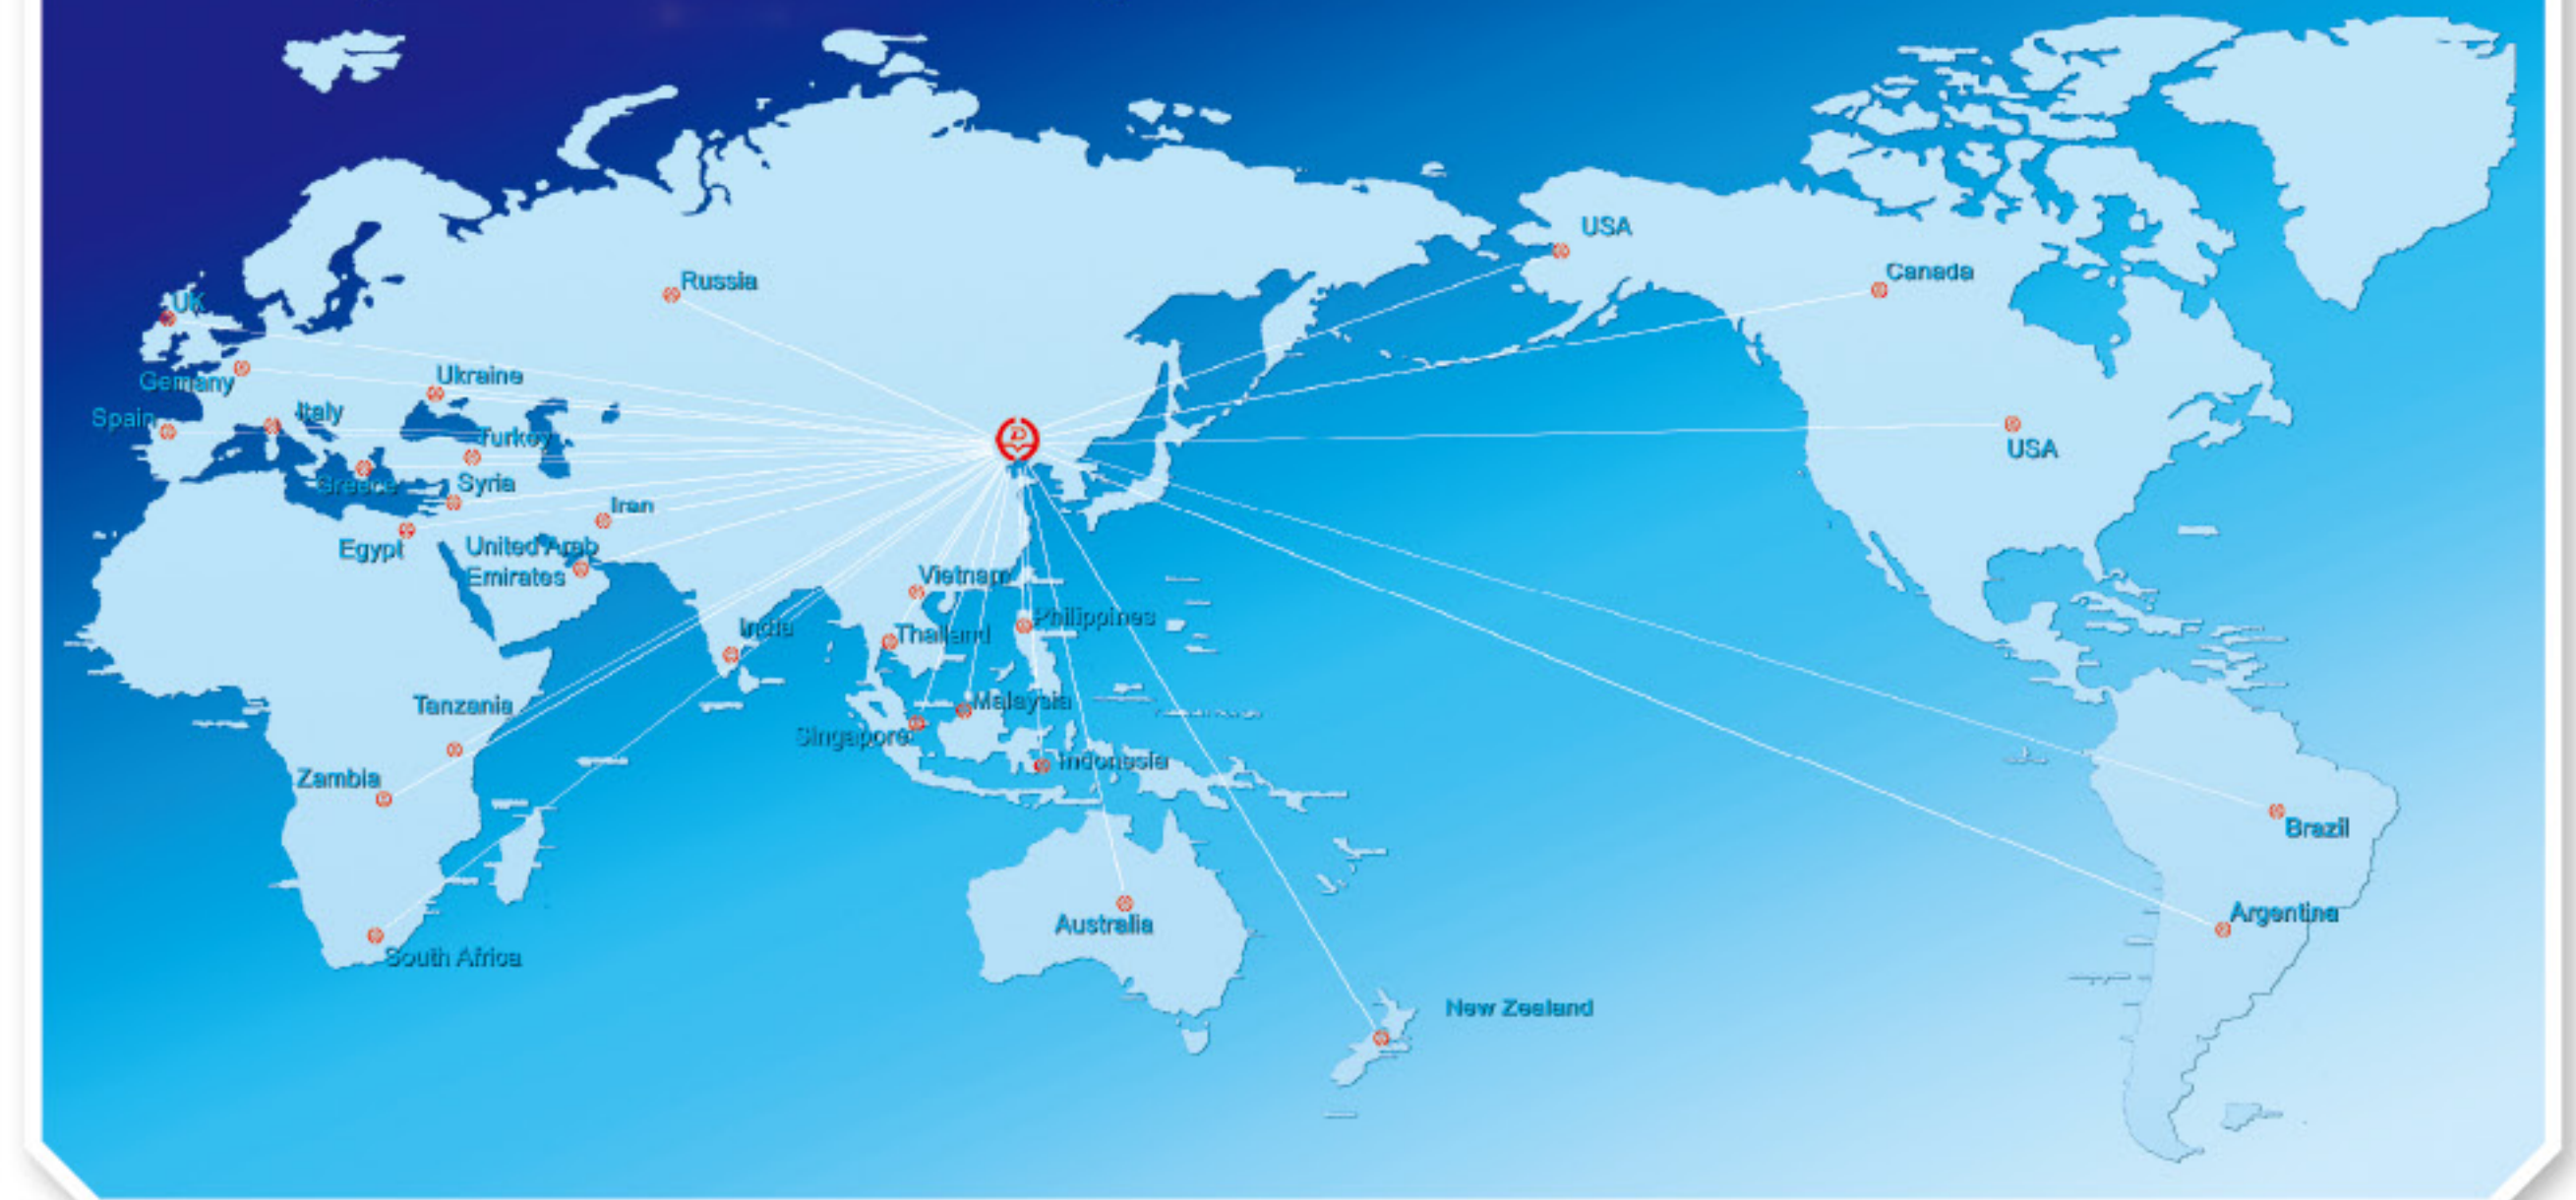 USA
Canada
Russia
UK
Germany
Ukraine
Spain
Italy
Turkey
USA
Greece
Syria
Iran
Egypt
United Arab
Emirates
Vietnam
Philippines
India
Thailand
Tanzania
Malaysia
Singapore
Indonesia
Zambia
Brazil
Argentina
Australia
South Africa
New Zealand